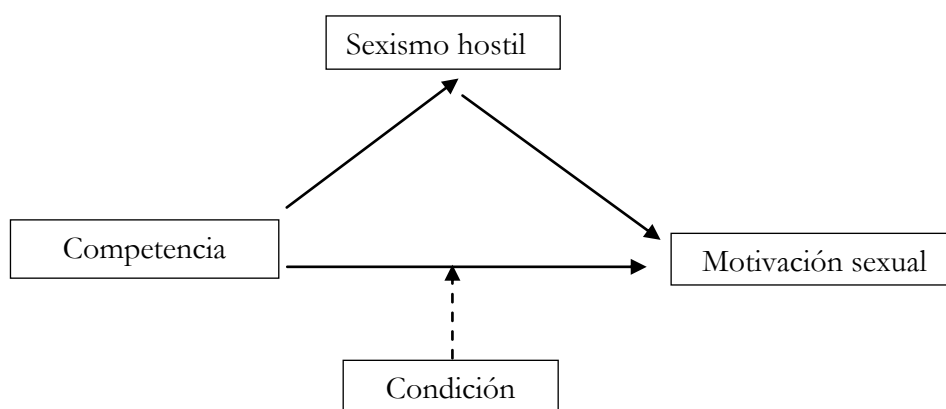 Sexismo hostil
Competencia
Motivación sexual
Condición